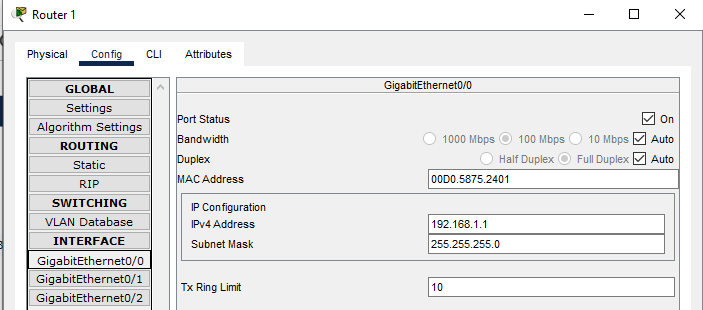 Router 1
Physical Config CLI Attributes
GLOBAL
Settings
Algorithm Settings
ROUTING
Static
RIP
SWITCHING
VLAN Database
INTERFACE
GigabitEthernet0/0
GigabitEthernet0/1
GigabitEthernet0/2
GigabitEthernet0/0
Port Status On
Bandwidth 1000 Mbps 100 Mbps 10 Mbps Auto
Duplex Half Duplex Full Duplex Auto
MAC Address 00D0.5875.2401
IP Configuration
IPv4 Address 192.168.1.1
Subnet Mask 255.255.255.0
Tx Ring Limit 10